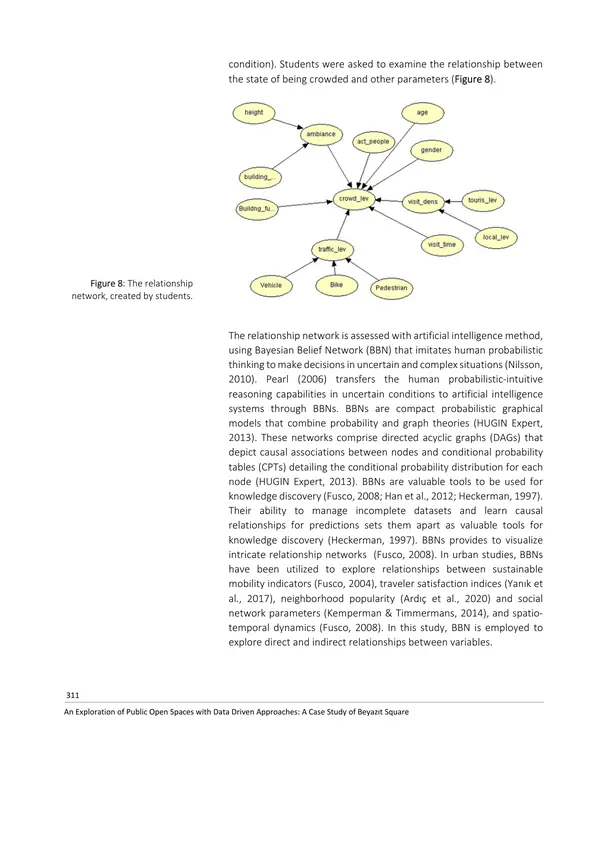 condition). Students were asked to examine the relationship between
the state of being crowded and other parameters (Figure 8).
height
age
ambiance
act_people
gender
building_...
crowd_lev
visit_dens
touris_lev
Buildng_fu...
local_lev
visit_time
traffic_lev
Vehicle
Bike
Pedestrian
Figure 8: The relationship
network, created by students.
The relationship network is assessed with artificial intelligence method,
using Bayesian Belief Network (BBN) that imitates human probabilistic
thinking to make decisions in uncertain and complex situations (Nilsson,
2010). Pearl (2006) transfers the human probabilistic-intuitive
reasoning capabilities in uncertain conditions to artificial intelligence
systems through BBNs. BBNs are compact probabilistic graphical
models that combine probability and graph theories (HUGIN Expert,
2013). These networks comprise directed acyclic graphs (DAGs) that
depict causal associations between nodes and conditional probability
tables (CPTs) detailing the conditional probability distribution for each
node (HUGIN Expert, 2013). BBNs are valuable tools to be used for
knowledge discovery (Fusco, 2008; Han et al., 2012; Heckerman, 1997).
Their ability to manage incomplete datasets and learn causal
relationships for predictions sets them apart as valuable tools for
knowledge discovery (Heckerman, 1997). BBNs provides to visualize
intricate relationship networks (Fusco, 2008). In urban studies, BBNs
have been utilized to explore relationships between sustainable
mobility indicators (Fusco, 2004), traveler satisfaction indices (Yanık et
al., 2017), neighborhood popularity (Ardıç et al., 2020) and social
network parameters (Kemperman & Timmermans, 2014), and spatio-
temporal dynamics (Fusco, 2008). In this study, BBN is employed to
explore direct and indirect relationships between variables.
311
An Exploration of Public Open Spaces with Data Driven Approaches: A Case Study of Beyazıt Square